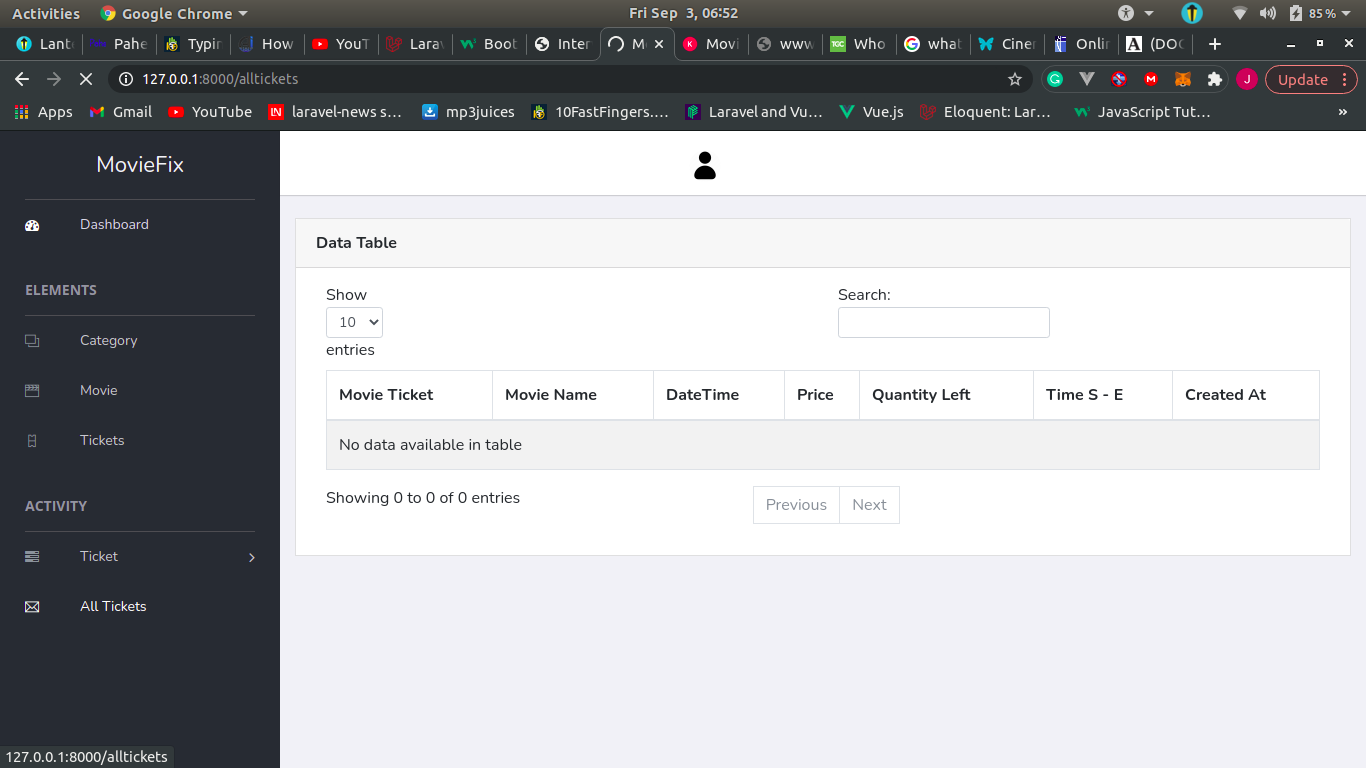 Activities Google Chrome Fri Sep 3, 06:52 85%
Lant Pahe Typir How YouT Lara Boot Inter M Movi www Who what Cine Onlir (DOC
127.0.0.1:8000/alltickets Update
Apps Gmail YouTube laravel-news s... mp3juices 10FastFingers.... Laravel and Vu... Vue.js Eloquent: Lar... JavaScript Tut... »
MovieFix
Dashboard
ELEMENTS
Category
Movie
Tickets
ACTIVITY
Ticket
All Tickets
Data Table
Show
10
entries
Search:
Movie Ticket Movie Name DateTime Price Quantity Left Time S - E Created At
No data available in table
Showing 0 to 0 of 0 entries
Previous Next
127.0.0.1:8000/alltickets